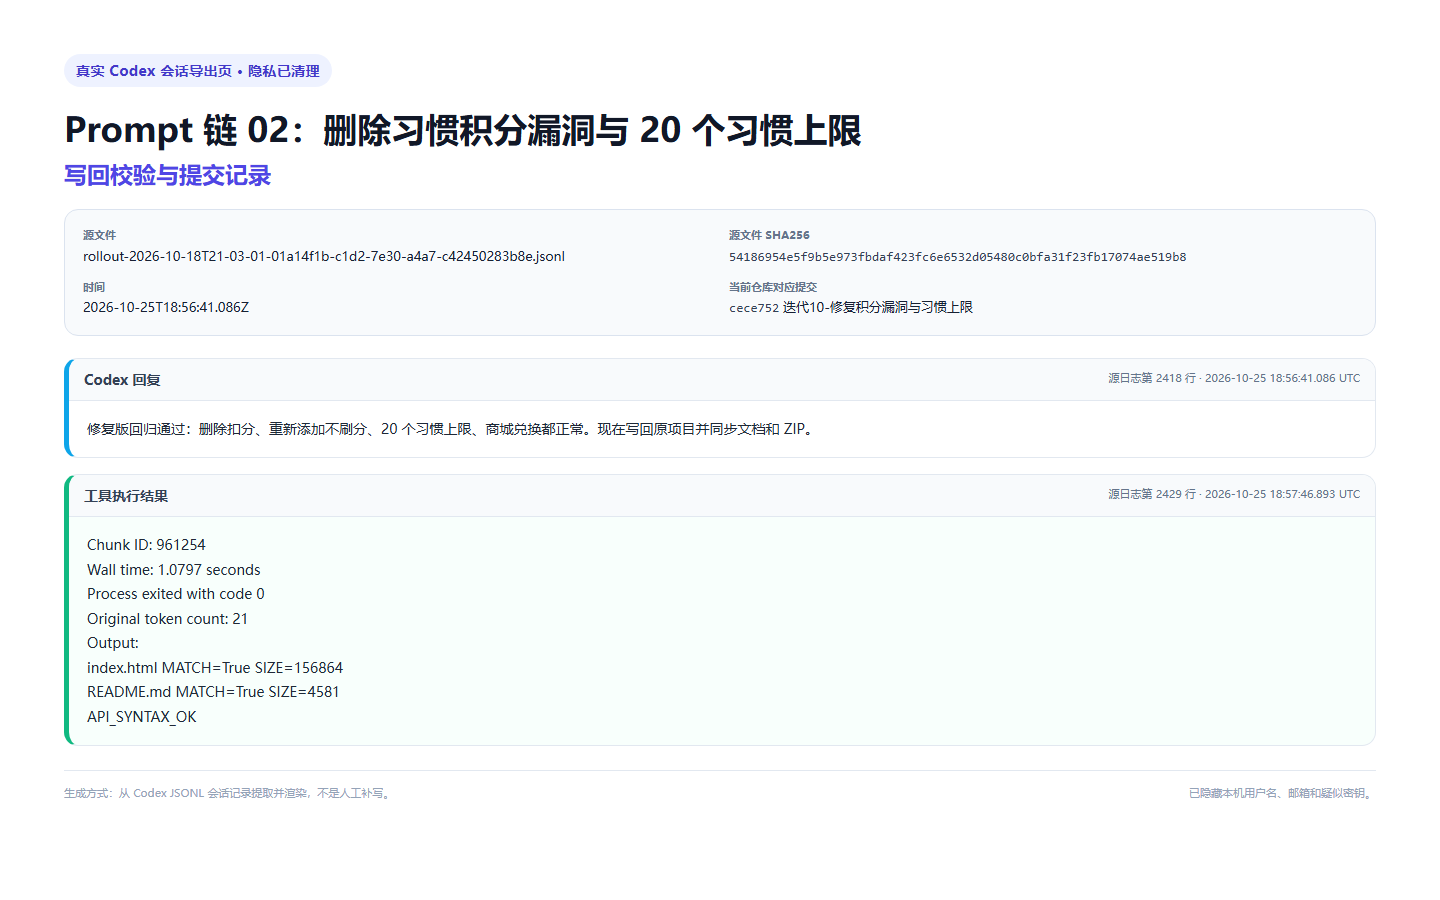 真实 Codex 会话导出页 • 隐私已清理
Prompt 链 02：删除习惯积分漏洞与 20 个习惯上限
写回校验与提交记录
源文件
rollout-2026-10-18T21-03-01-01a14f1b-c1d2-7e30-a4a7-c42450283b8e.jsonl
源文件 SHA256
54186954e5f9b5e973fbdaf423fc6e6532d05480c0bfa31f23fb17074ae519b8
时间
2026-10-25T18:56:41.086Z
当前仓库对应提交
cece752 迭代10-修复积分漏洞与习惯上限
Codex 回复
源日志第 2418 行 · 2026-10-25 18:56:41.086 UTC
修复版回归通过：删除扣分、重新添加不刷分、20 个习惯上限、商城兑换都正常。现在写回原项目并同步文档和 ZIP。
工具执行结果
源日志第 2429 行 · 2026-10-25 18:57:46.893 UTC
Chunk ID: 961254
Wall time: 1.0797 seconds
Process exited with code 0
Original token count: 21
Output:
index.html MATCH=True SIZE=156864
README.md MATCH=True SIZE=4581
API_SYNTAX_OK
生成方式：从 Codex JSONL 会话记录提取并渲染，不是人工补写。
已隐藏本机用户名、邮箱和疑似密钥。